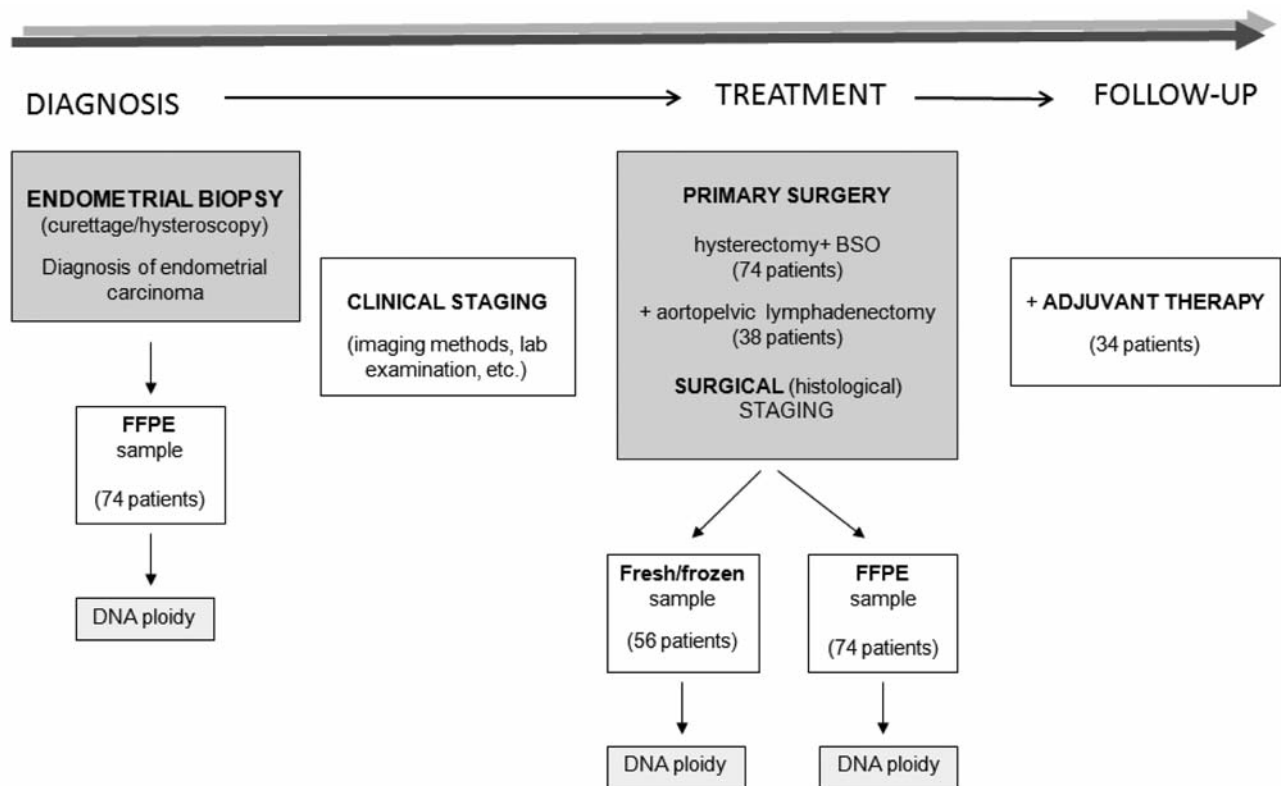 DIAGNOSIS
TREATMENT
FOLLOW-UP
ENDOMETRIAL BIOPSY
(curettage/hysteroscopy)
Diagnosis of endometrial
carcinoma
FFPE
sample
(74 patients)
DNA ploidy
CLINICAL STAGING
(imaging methods, lab
examination, etc.)
PRIMARY SURGERY
hysterectomy+ BSO
(74 patients)
+ aortopelvic lymphadenectomy
(38 patients)
SURGICAL (histological)
STAGING
Fresh/frozen
sample
(56 patients)
DNA ploidy
FFPE
sample
(74 patients)
DNA ploidy
+ ADJUVANT THERAPY
(34 patients)